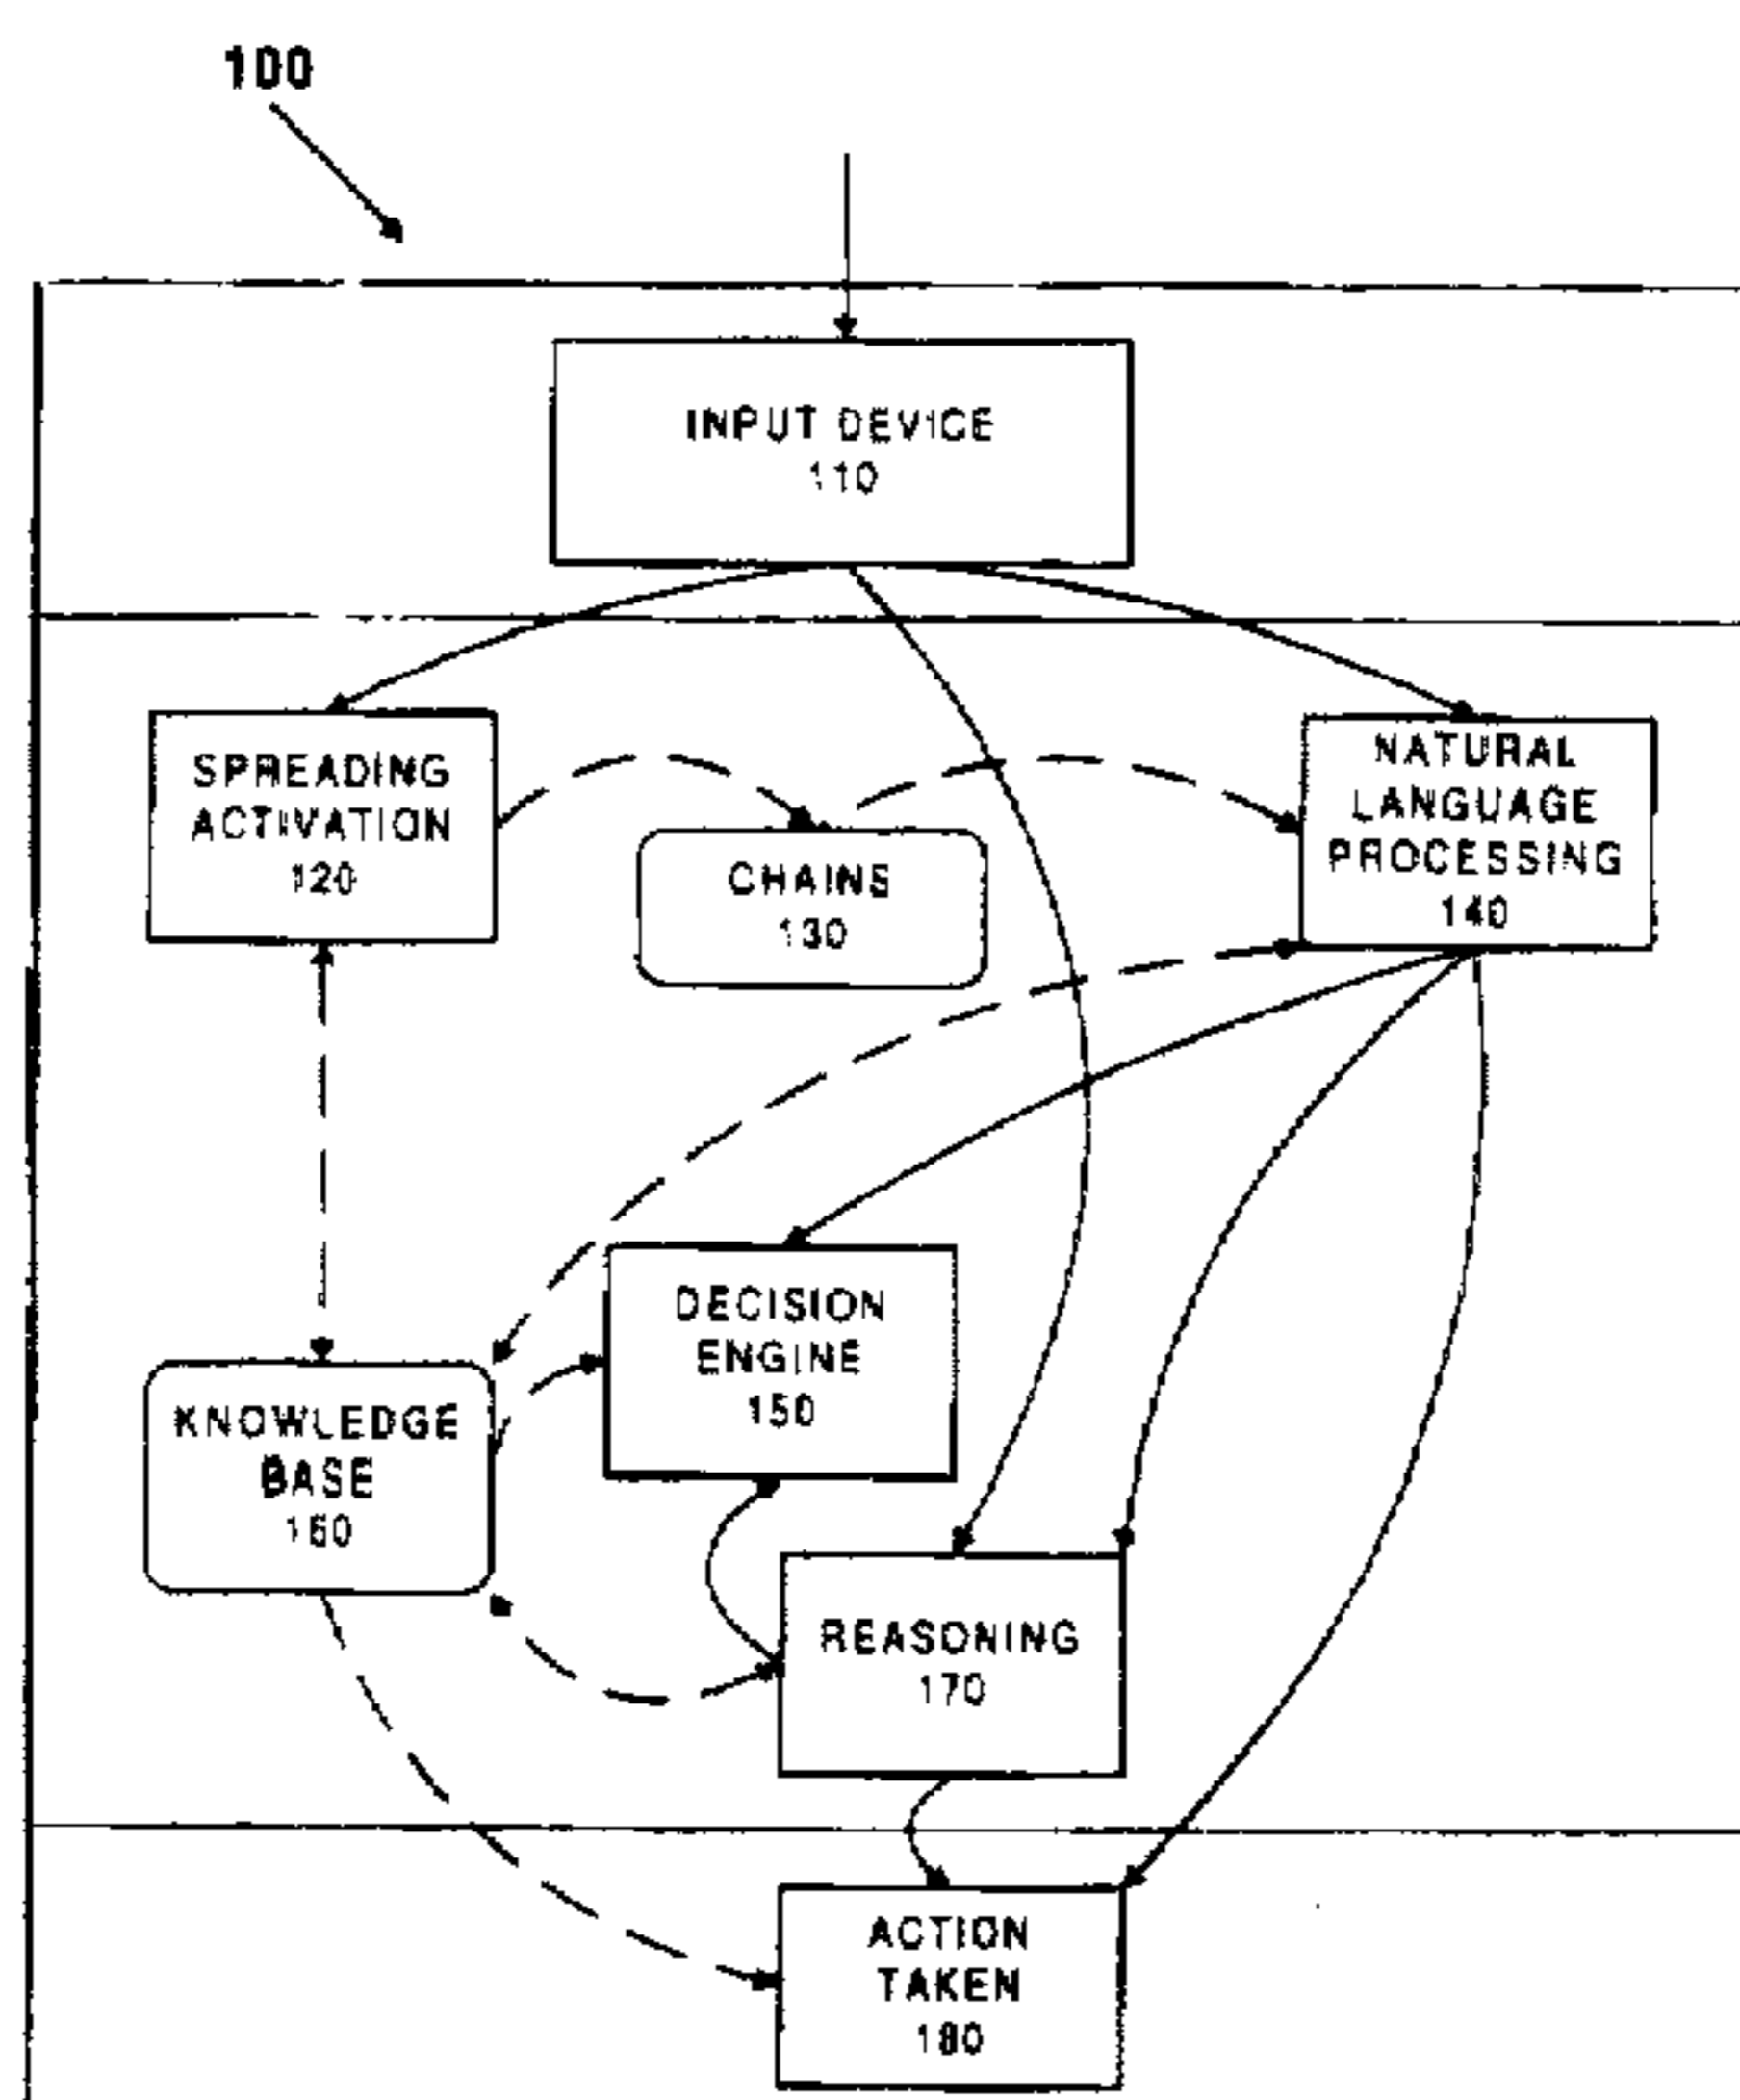 100
INPUT DEVICE
110
SPREADING
ACTIVATION
120
CHAINS
130
NATURAL
LANGUAGE
PROCESSING
140
DECISION
ENGINE
150
KNOWLEDGE
BASE
160
REASONING
170
ACTION
TAKEN
180